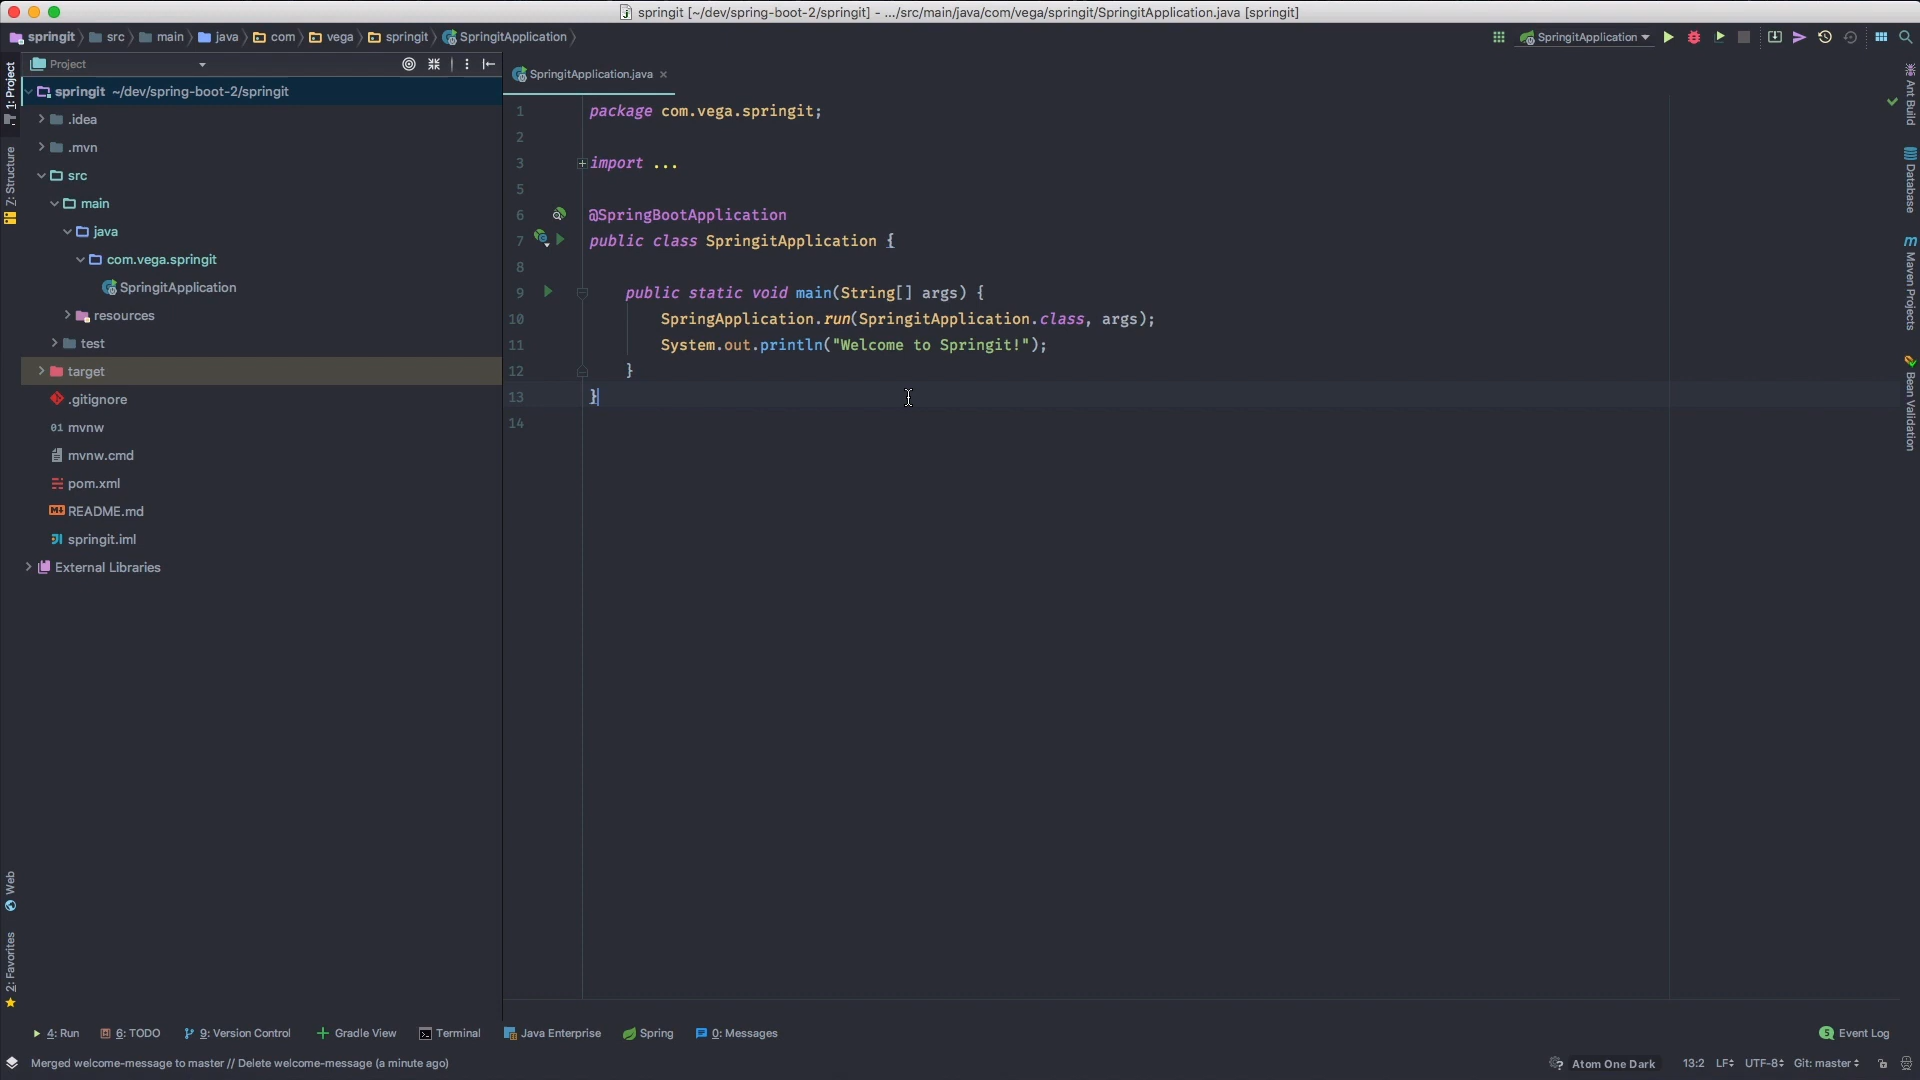 springit [~/dev/spring-boot-2/springit] - .../src/main/java/com/vega/springit/SpringitApplication.java [springit]
springit src main java com vega springit SpringitApplication
SpringitApplication
Project
SpringitApplication.java
1: Project
Z: Structure
Web
2: Favorites
springit ~/dev/spring-boot-2/springit
.idea
.mvn
src
main
java
com.vega.springit
SpringitApplication
resources
test
target
.gitignore
mvnw
mvnw.cmd
pom.xml
README.md
springit.iml
External Libraries
1 package com.vega.springit;
2
3 import ...
5
6 @SpringBootApplication
7 public class SpringitApplication {
8
9 public static void main(String[] args) {
10 SpringApplication.run(SpringitApplication.class, args);
11 System.out.println("Welcome to Springit!");
12 }
13 }
14
Ant Build
Database
Maven Projects
Bean Validation
4: Run 6: TODO 9: Version Control Gradle View Terminal Java Enterprise Spring 0: Messages 5 Event Log
Merged welcome-message to master // Delete welcome-message (a minute ago) Atom One Dark 13:2 LF UTF-8 Git: master